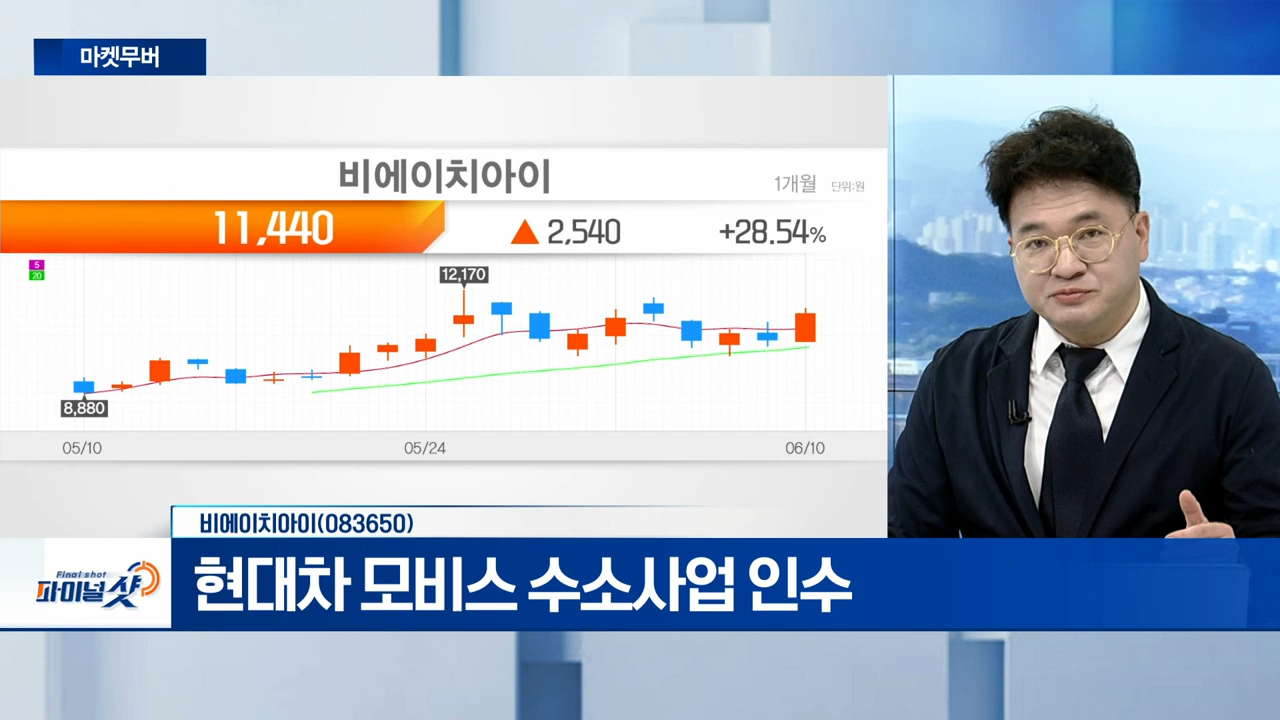 마켓무버
비에이치아이
1개월 단위:원
11,440 ▲ 2,540 +28.54%
5
20
12,170
8,880
05/10 05/24 06/10
비에이치아이(083650)
Final shot
파이널샷
현대차 모비스 수소사업 인수